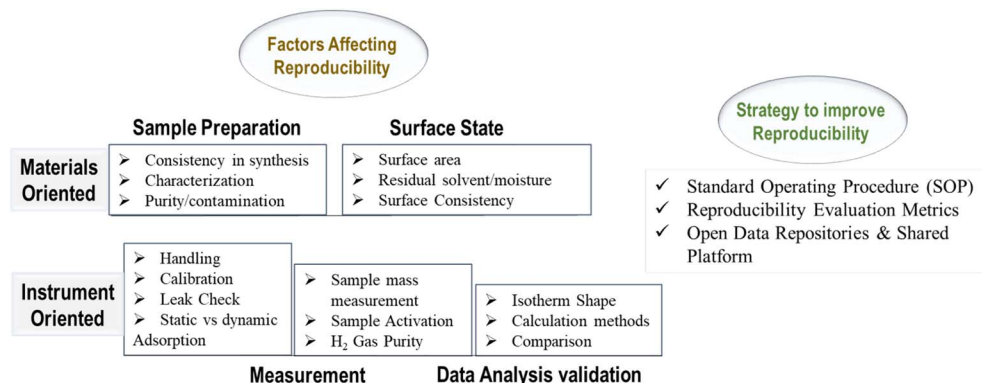 Factors Affecting
Reproducibility
Strategy to improve
Reproducibility
Sample Preparation
Surface State
Materials
Oriented
➢ Consistency in synthesis
➢ Characterization
➢ Purity/contamination
➢ Surface area
➢ Residual solvent/moisture
➢ Surface Consistency
✓ Standard Operating Procedure (SOP)
✓ Reproducibility Evaluation Metrics
✓ Open Data Repositories & Shared
Platform
Instrument
Oriented
➢ Handling
➢ Calibration
➢ Leak Check
➢ Static vs dynamic
Adsorption
➢ Sample mass
measurement
➢ Sample Activation
➢ H₂ Gas Purity
➢ Isotherm Shape
➢ Calculation methods
➢ Comparison
Measurement
Data Analysis validation